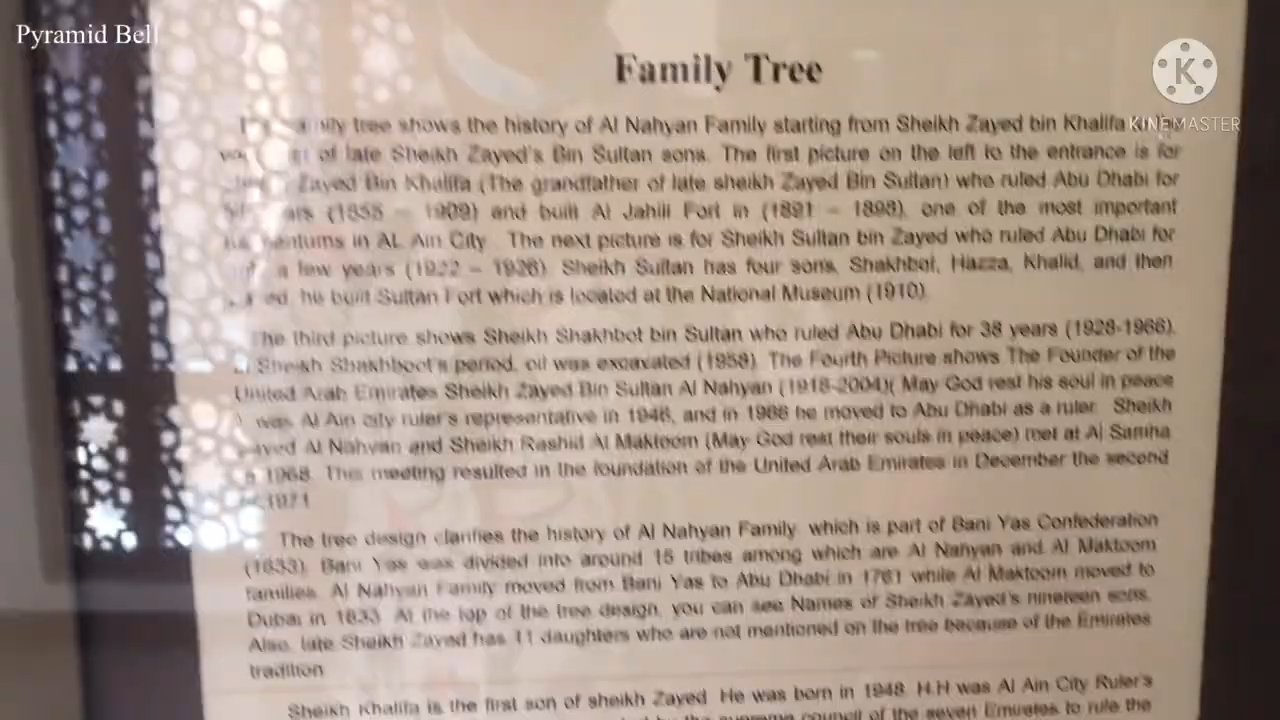 Pyramid Bell
KINEMASTER
Family Tree
family tree shows the history of Al Nahyan Family starting from Sheikh Zayed bin Khalifa
of late Sheikh Zayed's Bin Sultan sons. The first picture on the left to the entrance is for
Zayed Bin Khalifa (The grandfather of late sheikh Zayed Bin Sultan) who ruled Abu Dhabi for
(1855 – 1909) and built Al Jahili Fort in (1891 – 1898), one of the most important
in AL Ain City. The next picture is for Sheikh Sultan bin Zayed who ruled Abu Dhabi for
a few years (1922 – 1926). Sheikh Sultan has four sons, Shakhbot, Hazza, Khalid, and then
he built Sultan Fort which is located at the National Museum (1910).
The third picture shows Sheikh Shakhbot bin Sultan who ruled Abu Dhabi for 38 years (1928-1966).
Sheikh Shakhboot's period, oil was excavated (1958). The Fourth Picture shows The Founder of the
United Arab Emirates Sheikh Zayed Bin Sultan Al Nahyan (1918-2004)( May God rest his soul in peace
) was Al Ain city ruler's representative in 1946, and in 1966 he moved to Abu Dhabi as a ruler. Sheikh
Al Nahyan and Sheikh Rashid Al Maktoom (May God rest their souls in peace) met at Al Samha
1968. This meeting resulted in the foundation of the United Arab Emirates in December the second
1971
The tree design clarifies the history of Al Nahyan Family, which is part of Bani Yas Confederation
(1633). Bani Yas was divided into around 15 tribes among which are Al Nahyan and Al Maktoom
families. Al Nahyan Family moved from Bani Yas to Abu Dhabi in 1761 while Al Maktoom moved to
Dubai in 1833. At the top of the tree design, you can see Names of Sheikh Zayed's nineteen sons.
Also, late Sheikh Zayed has 11 daughters who are not mentioned on the tree because of the Emirates
tradition
Sheikh Khalifa is the first son of sheikh Zayed. He was born in 1948. H.H was Al Ain City Ruler's
by the supreme council of the seven Emirates to rule the